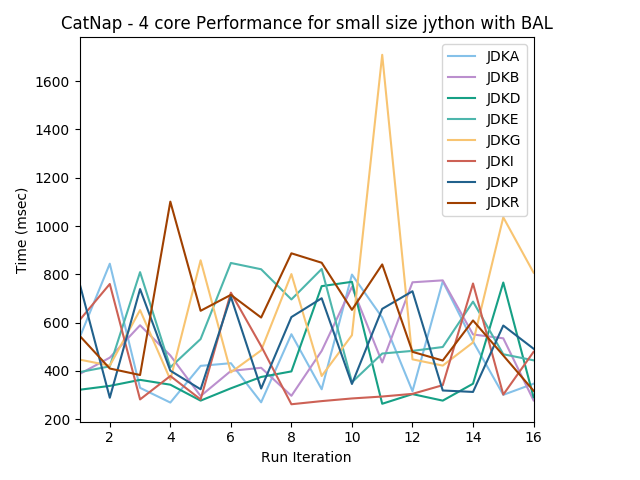 CatNap - 4 core Performance for small size jython with BAL
JDKA
JDKB
JDKD
JDKE
JDKG
JDKI
JDKP
JDKR
1600
1400
1200
1000
800
600
400
200
Time (msec)
2 4 6 8 10 12 14 16
Run Iteration